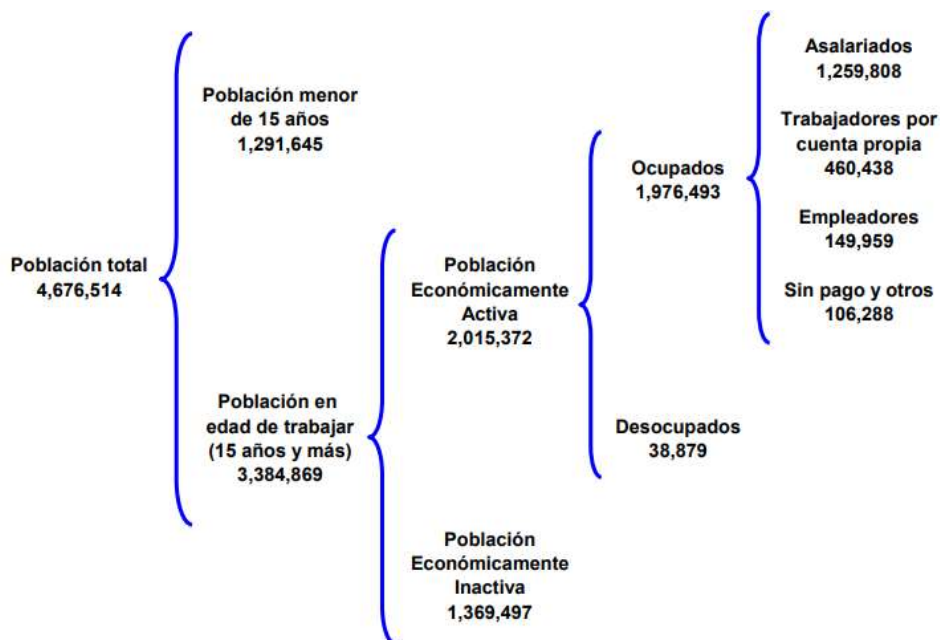 Población total
4,676,514
Población menor
de 15 años
1,291,645
Población en
edad de trabajar
(15 años y más)
3,384,869
Población
Económicamente
Activa
2,015,372
Población
Económicamente
Inactiva
1,369,497
Ocupados
1,976,493
Desocupados
38,879
Asalariados
1,259,808
Trabajadores por
cuenta propia
460,438
Empleadores
149,959
Sin pago y otros
106,288